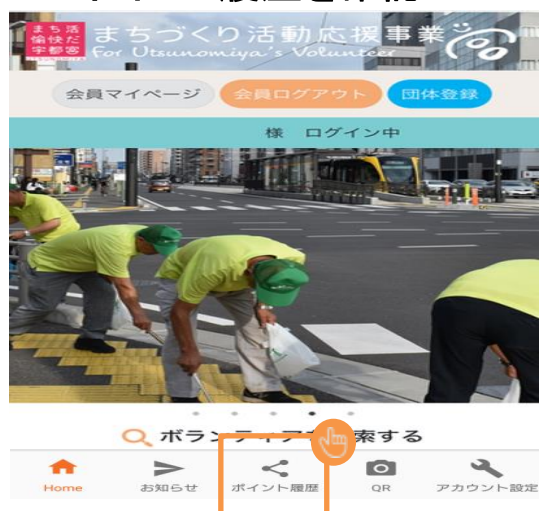 まち活
愉快だ
宇都宮
まちづくり活動応援事業
For Utsunomiya's Volunteer
会員マイページ
会員ログアウト
団体登録
様 ログイン中
ボラン
索する
Home
お知らせ
ポイント履歴
QR
アカウント設定